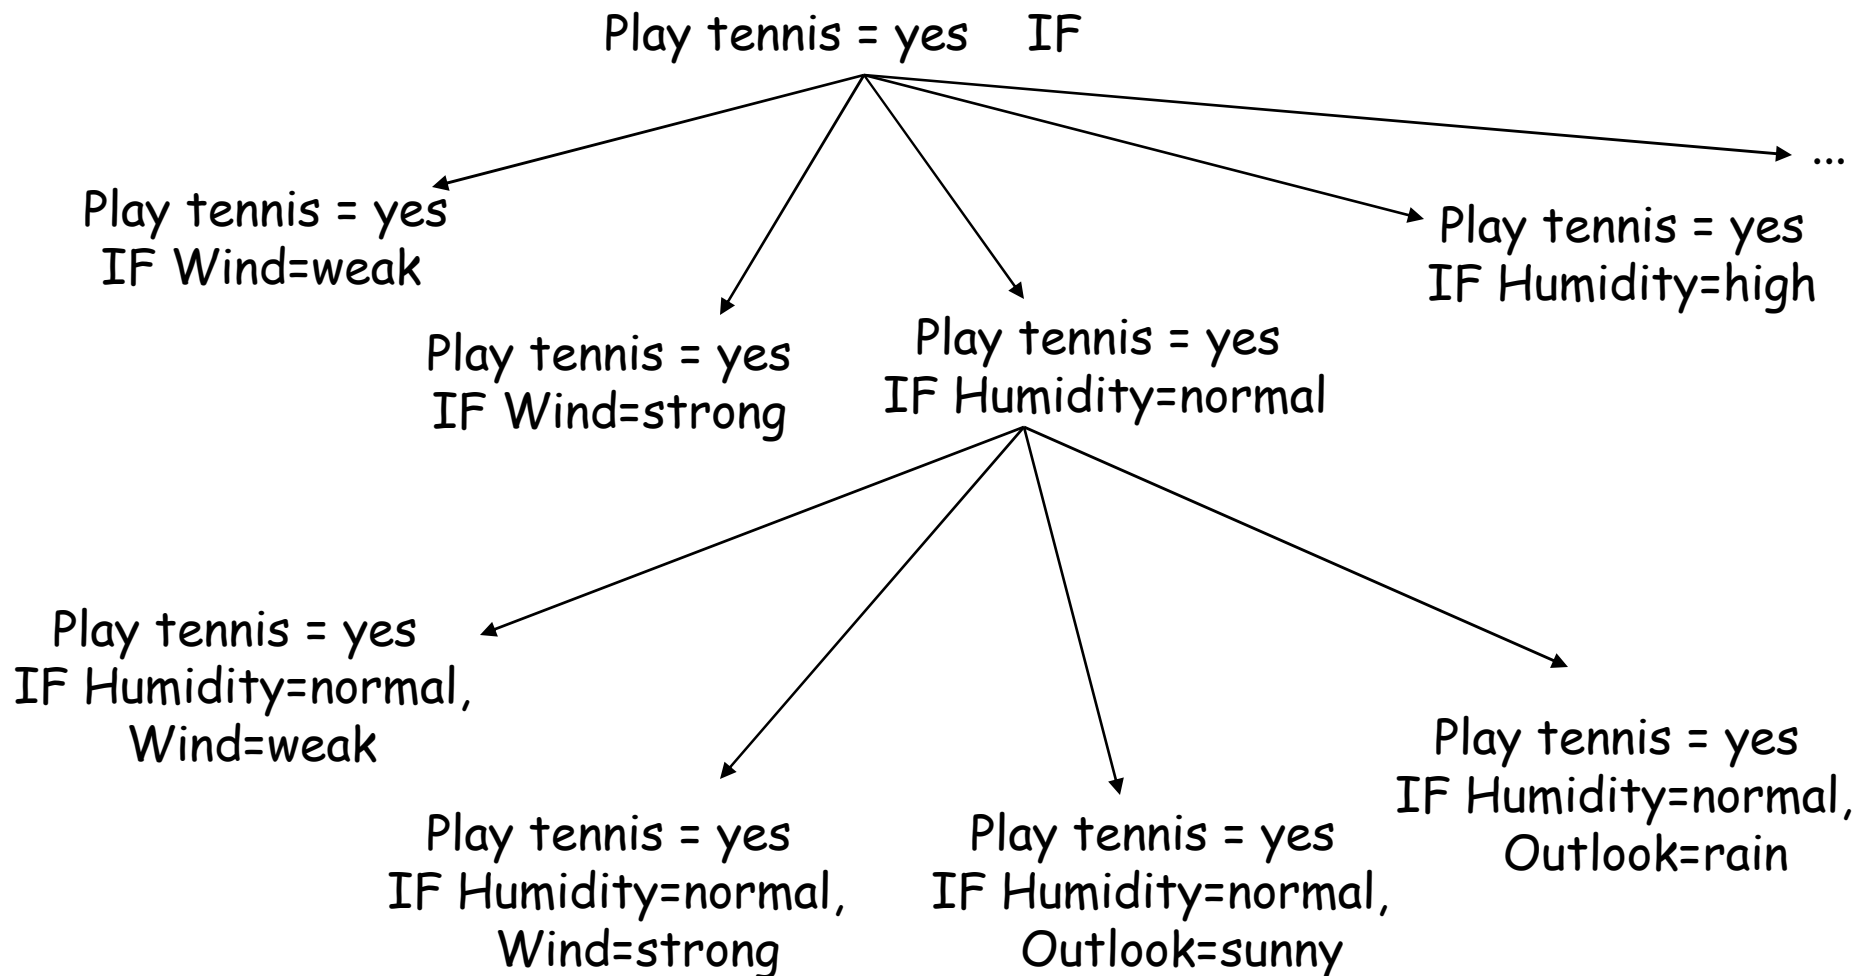 Play tennis = yes IF
...
Play tennis = yes
IF Wind=weak
Play tennis = yes
IF Wind=strong
Play tennis = yes
IF Humidity=normal
Play tennis = yes
IF Humidity=high
Play tennis = yes
IF Humidity=normal,
Wind=weak
Play tennis = yes
IF Humidity=normal,
Wind=strong
Play tennis = yes
IF Humidity=normal,
Outlook=sunny
Play tennis = yes
IF Humidity=normal,
Outlook=rain